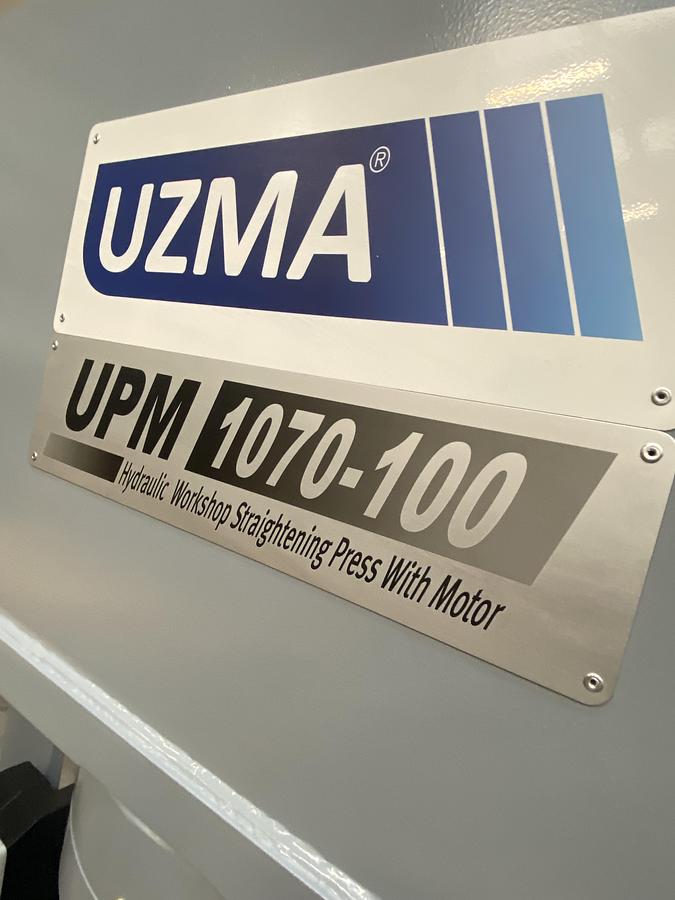 UZMA®
UPM 1070-100
Hydraulic Workshop Straightening Press With Motor